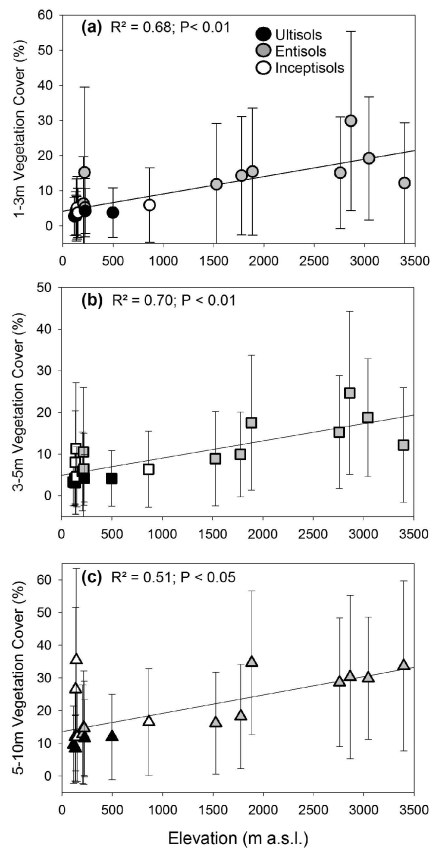 (a) R² = 0.68; P< 0.01
Ultisols
Entisols
Inceptisols
1-3m Vegetation Cover (%)
60
50
40
30
20
10
0
0 500 1000 1500 2000 2500 3000 3500
(b) R² = 0.70; P < 0.01
3-5m Vegetation Cover (%)
50
40
30
20
10
0
0 500 1000 1500 2000 2500 3000 3500
(c) R² = 0.51; P < 0.05
5-10m Vegetation Cover (%)
60
50
40
30
20
10
0
0 500 1000 1500 2000 2500 3000 3500
Elevation (m a.s.l.)